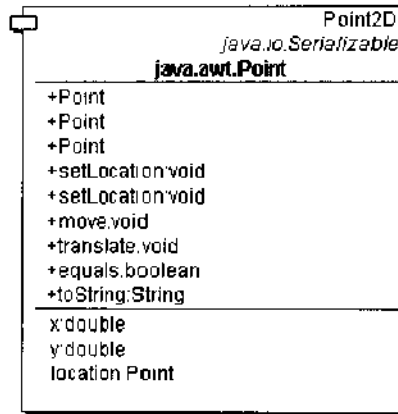 Point2D
java.io.Serializable
java.awt.Point
+Point
+Point
+Point
+setLocation:void
+setLocation:void
+move:void
+translate:void
+equals:boolean
+toString:String
x:double
y:double
location:Point